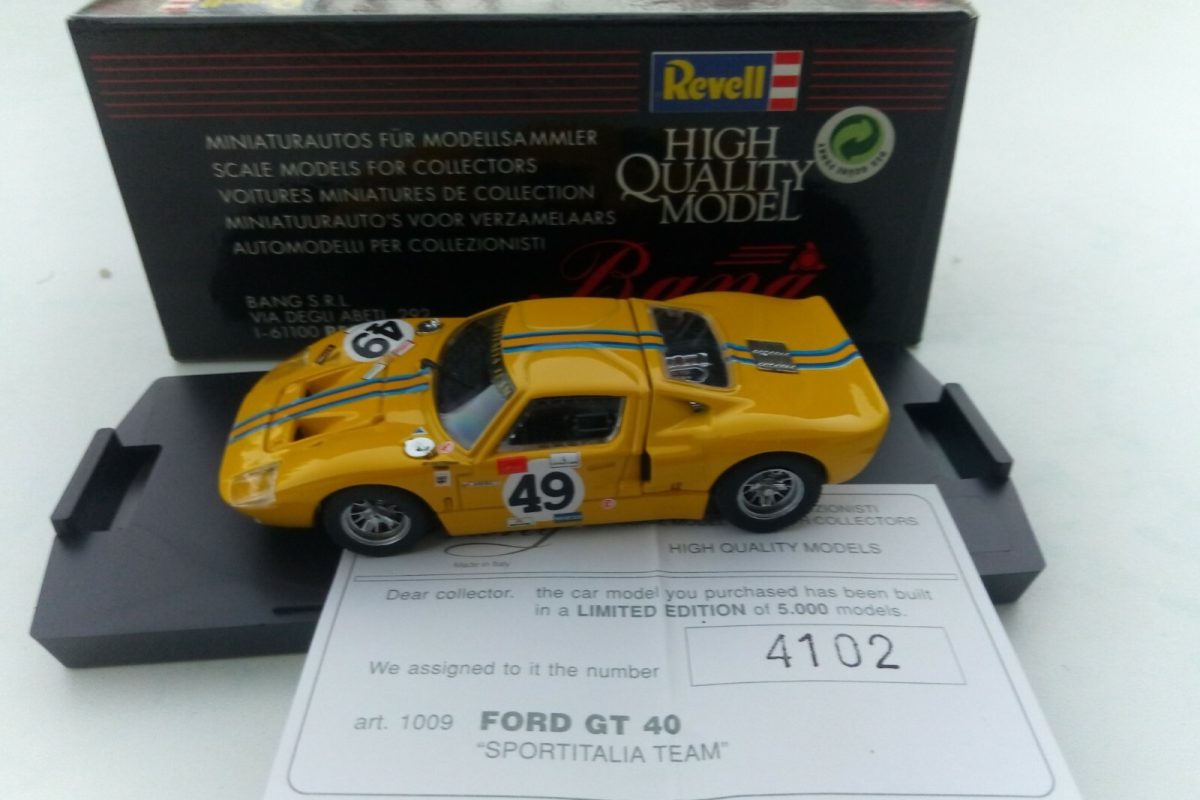 Revell
MINIATURAUTOS FÜR MODELLSAMMLER
SCALE MODELS FOR COLLECTORS
VOITURES MINIATURES DE COLLECTION
MINIATUURAUTO'S VOOR VERZAMELAARS
AUTOMODELLI PER COLLEZIONISTI
HIGH
QUALITY
MODEL
Bang
BANG S.R.L.
VIA DEGLI ABETI, 292
I-61100
49
49
COLLECTORS
HIGH QUALITY MODELS
Made in Italy
Dear collector. the car model you purchased has been built
in a LIMITED EDITION of 5.000 models.
4102
We assigned to it the number
art. 1009 FORD GT 40
"SPORTITALIA TEAM"